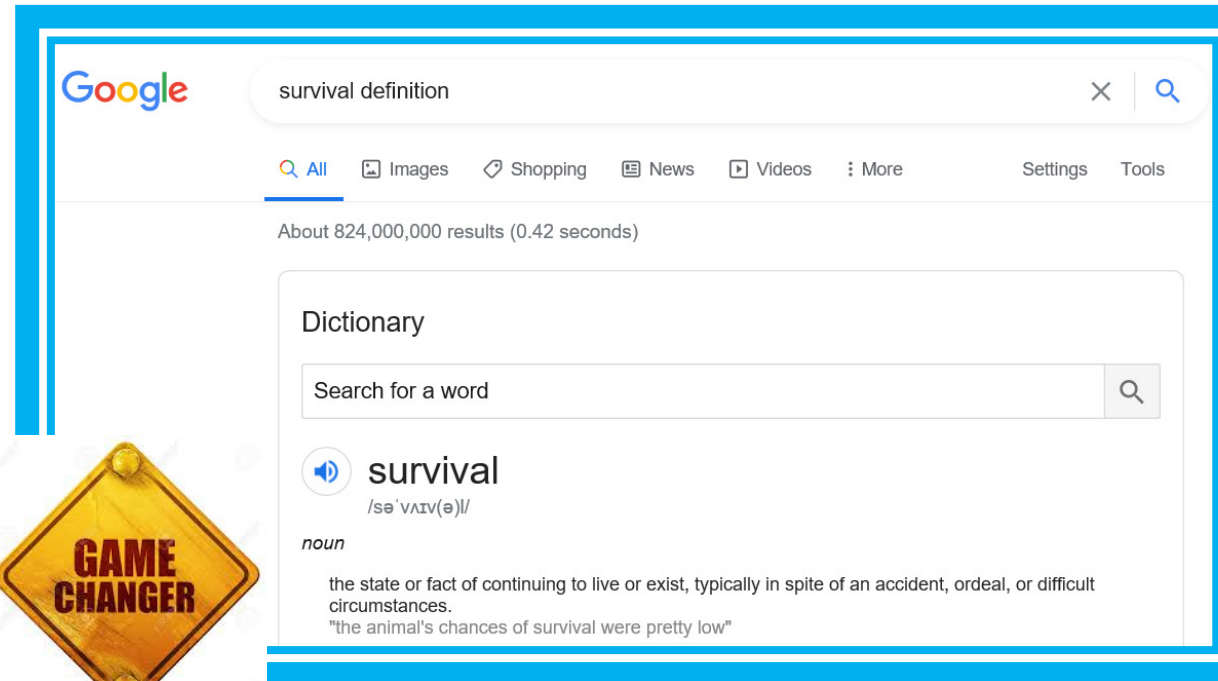 Google
survival definition
All Images Shopping News Videos More Settings Tools
About 824,000,000 results (0.42 seconds)
Dictionary
Search for a word
survival
/səˈvʌɪv(ə)l/
noun
the state or fact of continuing to live or exist, typically in spite of an accident, ordeal, or difficult
circumstances.
"the animal's chances of survival were pretty low"
GAME
CHANGER